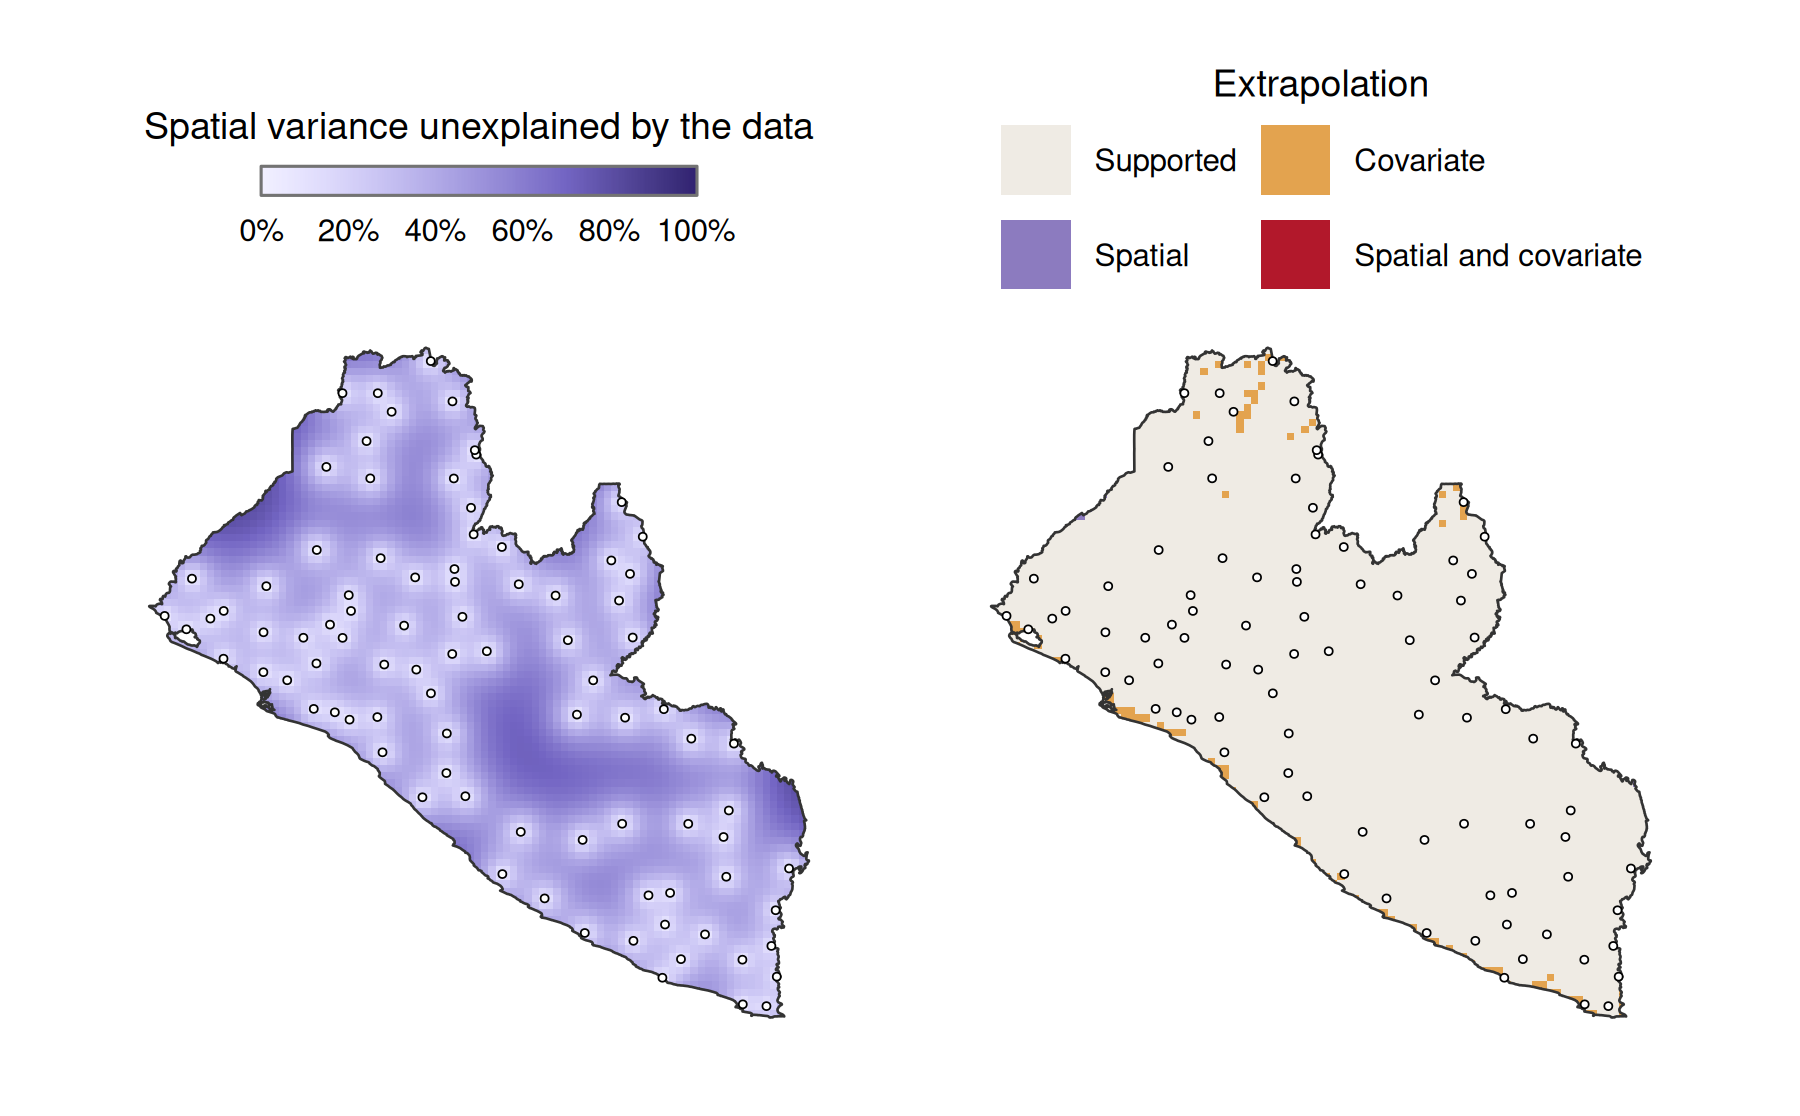 Spatial variance unexplained by the data
0% 20% 40% 60% 80% 100%
Extrapolation
Supported Covariate
Spatial Spatial and covariate